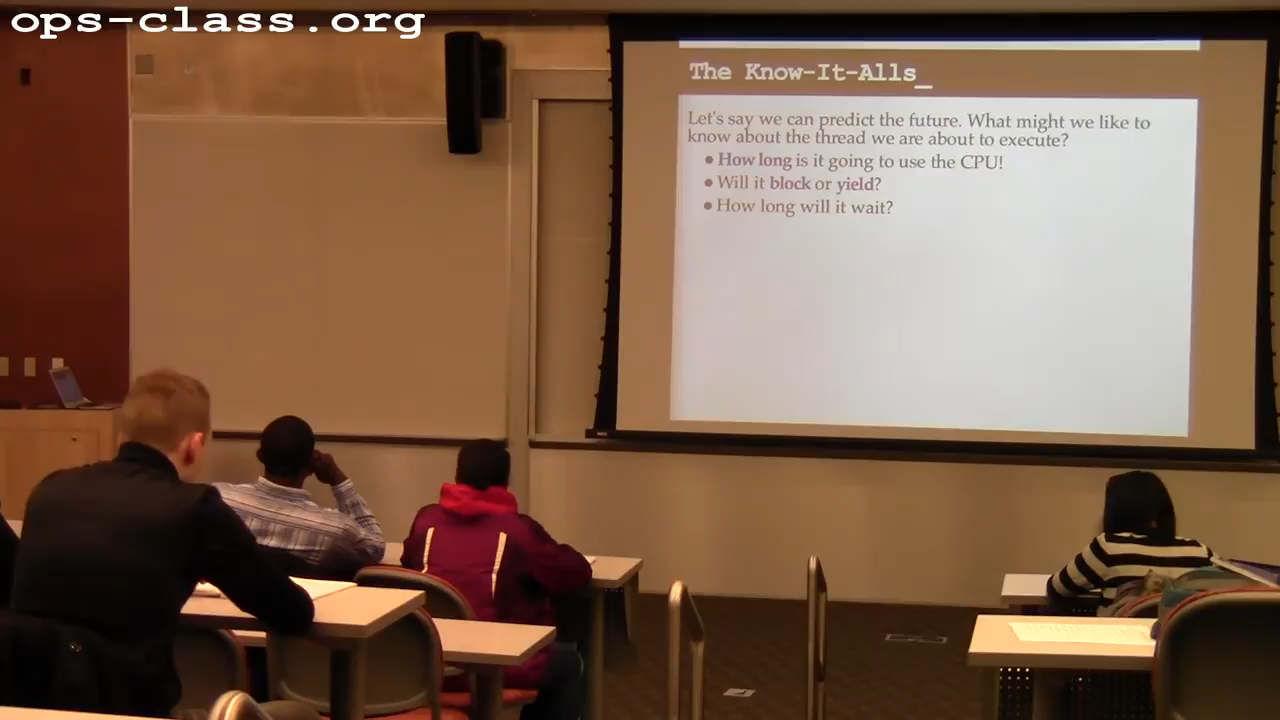 ops-class.org
The Know-It-Alls_
Let's say we can predict the future. What might we like to
know about the thread we are about to execute?
• How long is it going to use the CPU!
• Will it block or yield?
• How long will it wait?